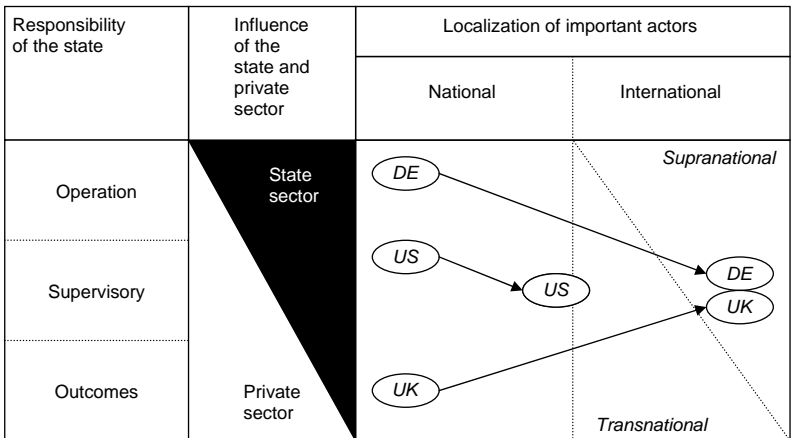 Responsibility
of the state
Influence
of the
state and
private
sector
Localization of important actors
National
International
Operation
State
sector
DE
Supranational
Supervisory
US
US
DE
UK
Outcomes
Private
sector
UK
Transnational